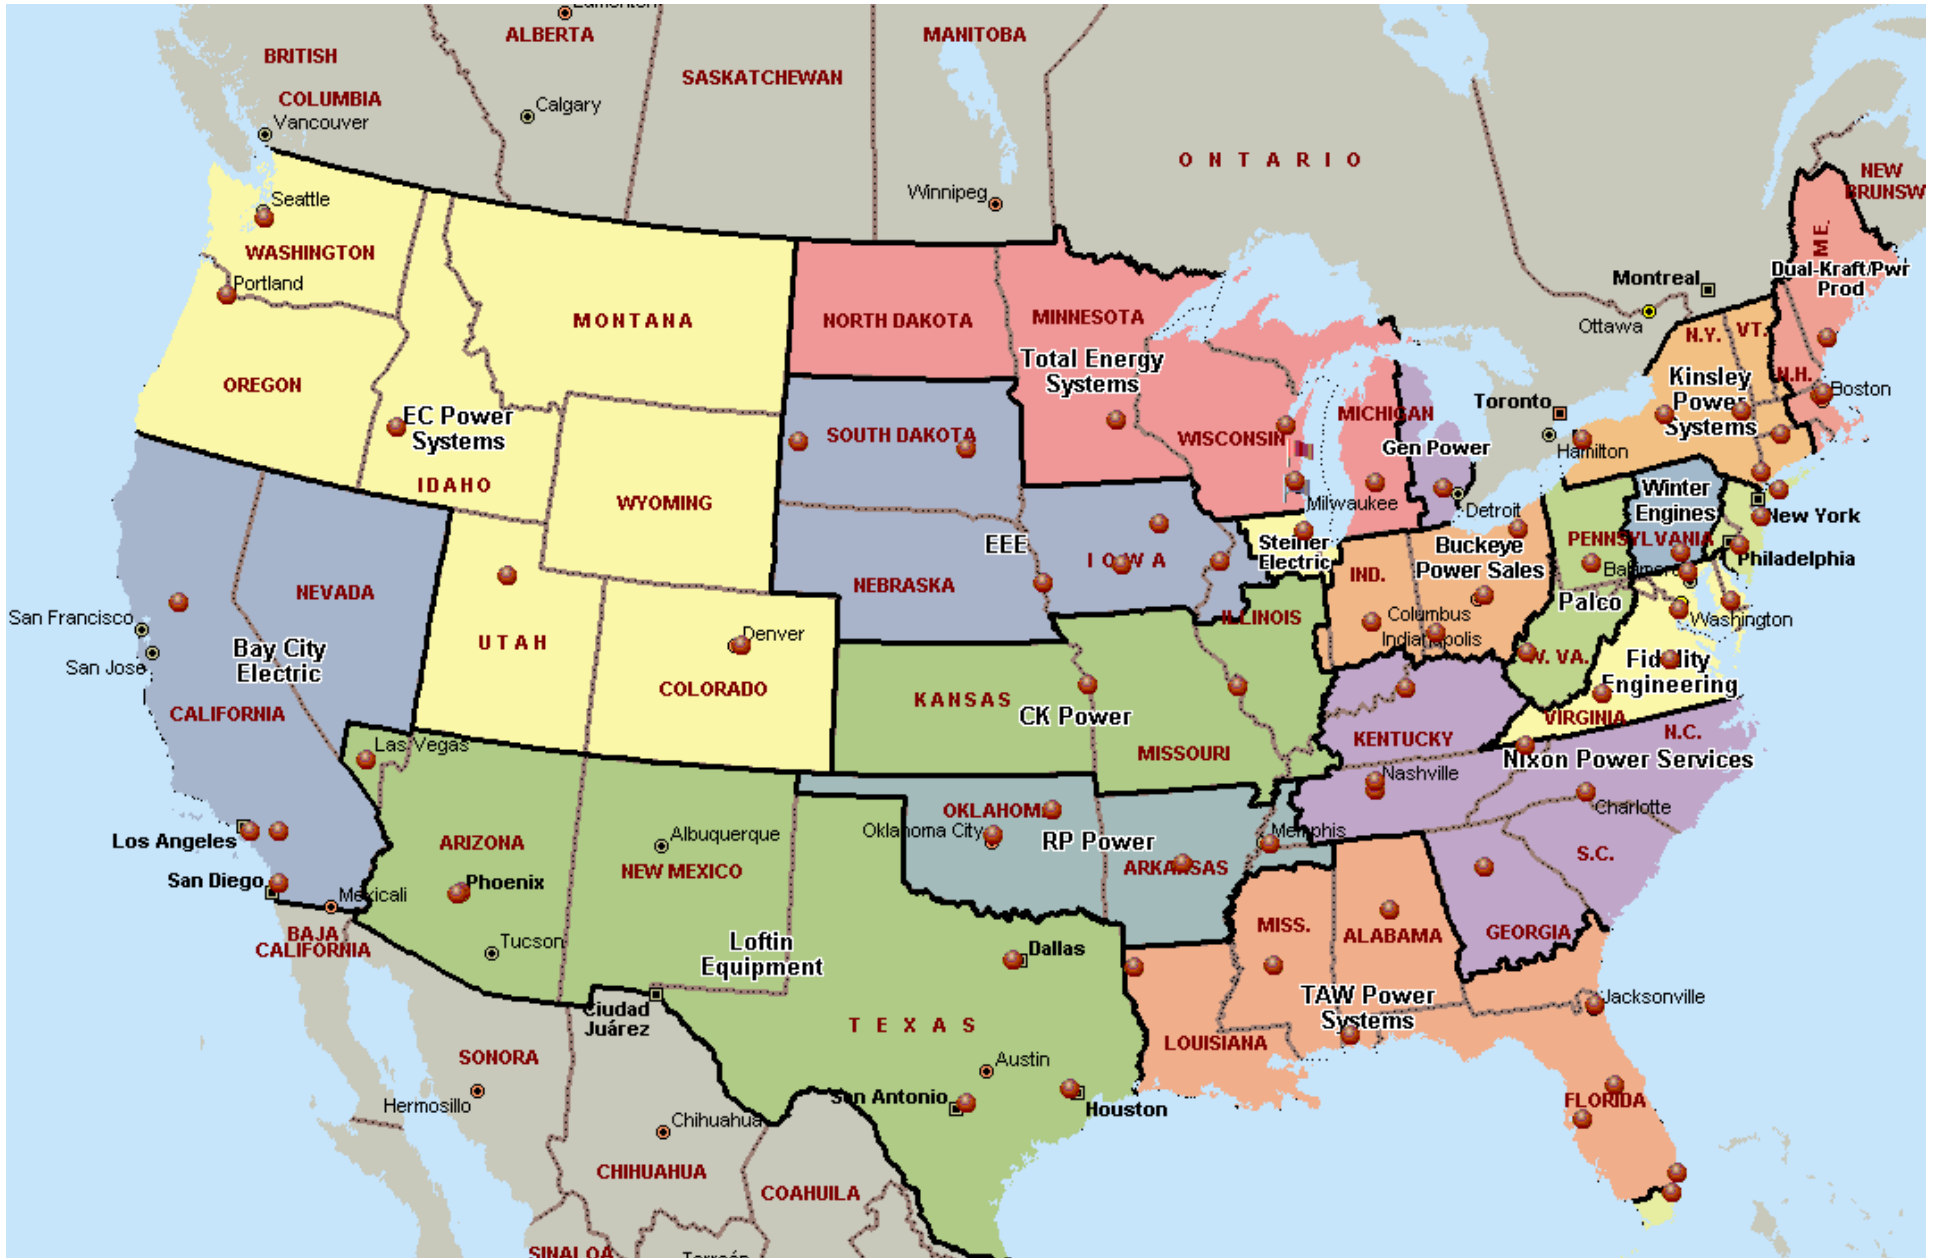 Edmonton
ALBERTA
MANITOBA
BRITISH
COLUMBIA
SASKATCHEWAN
Calgary
Vancouver
ONTARIO
NEW
BRUNSW
Winnipeg
Seattle
WASHINGTON
Portland
MONTANA
NORTH DAKOTA
MINNESOTA
Total Energy
Systems
OREGON
EC Power
Systems
IDAHO
WYOMING
SOUTH DAKOTA
WISCONSIN
MICHIGAN
Gen Power
Milwaukee
Detroit
Toronto
Hamilton
Montreal
Ottawa
ME.
Dual-Kraft/Pwr
Prod
N.Y.
VT.
N.H.
Kinsley
Power
Systems
Boston
Winter
Engines
New York
PENNSYLVANIA
Philadelphia
Baltimore
Palco
Washington
EEE
IOWA
NEBRASKA
Steiner
Electric
ILLINOIS
IND.
Buckeye
Power Sales
Columbus
Indianapolis
W. VA.
Fidelity
Engineering
VIRGINIA
NEVADA
San Francisco
San Jose
Bay City
Electric
CALIFORNIA
UTAH
Denver
COLORADO
KANSAS
CK Power
MISSOURI
KENTUCKY
N.C.
Nixon Power Services
Nashville
Charlotte
Las Vegas
Los Angeles
San Diego
Mexicali
ARIZONA
Phoenix
Tucson
Albuquerque
NEW MEXICO
OKLAHOMA
Oklahoma City
RP Power
ARKANSAS
Memphis
S.C.
GEORGIA
MISS.
ALABAMA
BAJA
CALIFORNIA
Loftin
Equipment
Dallas
TAW Power
Systems
Jacksonville
Ciudad
Juárez
TEXAS
LOUISIANA
SONORA
Hermosillo
Austin
San Antonio
Houston
FLORIDA
Chihuahua
CHIHUAHUA
COAHUILA
SINALOA
Torreón